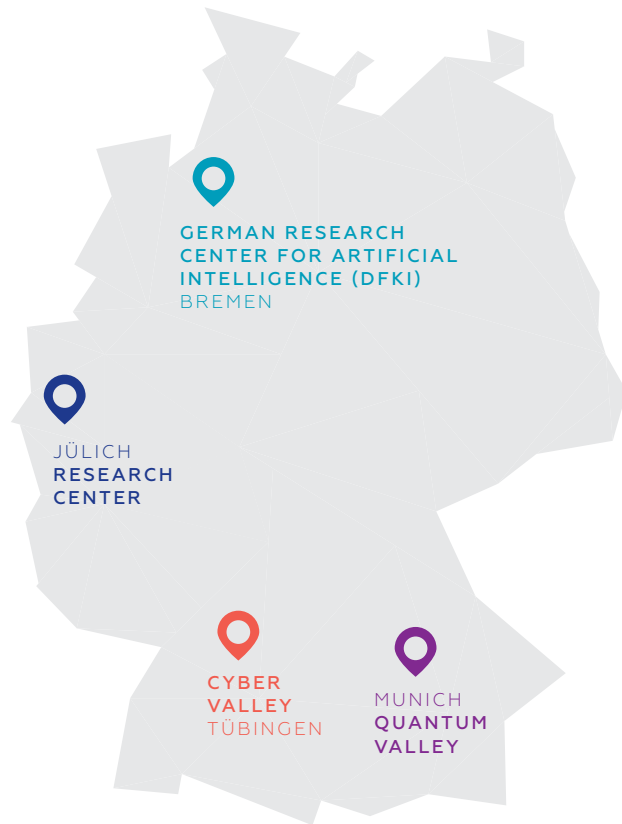 GERMAN RESEARCH
CENTER FOR ARTIFICIAL
INTELLIGENCE (DFKI)
BREMEN
JÜLICH
RESEARCH
CENTER
CYBER
VALLEY
TÜBINGEN
MUNICH
QUANTUM
VALLEY